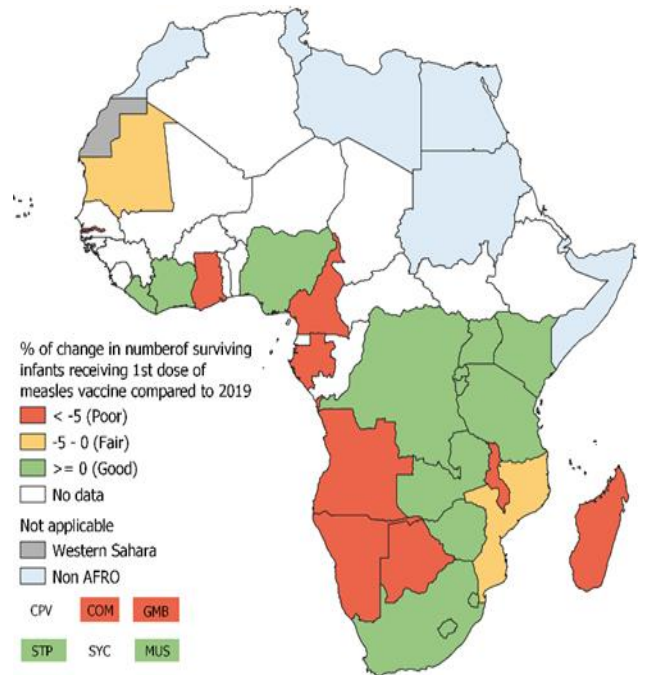 % of change in numberof surviving
infants receiving 1st dose of
measles vaccine compared to 2019
< -5 (Poor)
-5 - 0 (Fair)
>= 0 (Good)
No data
Not applicable
Western Sahara
Non AFRO
CPV COM GMB
STP SYC MUS